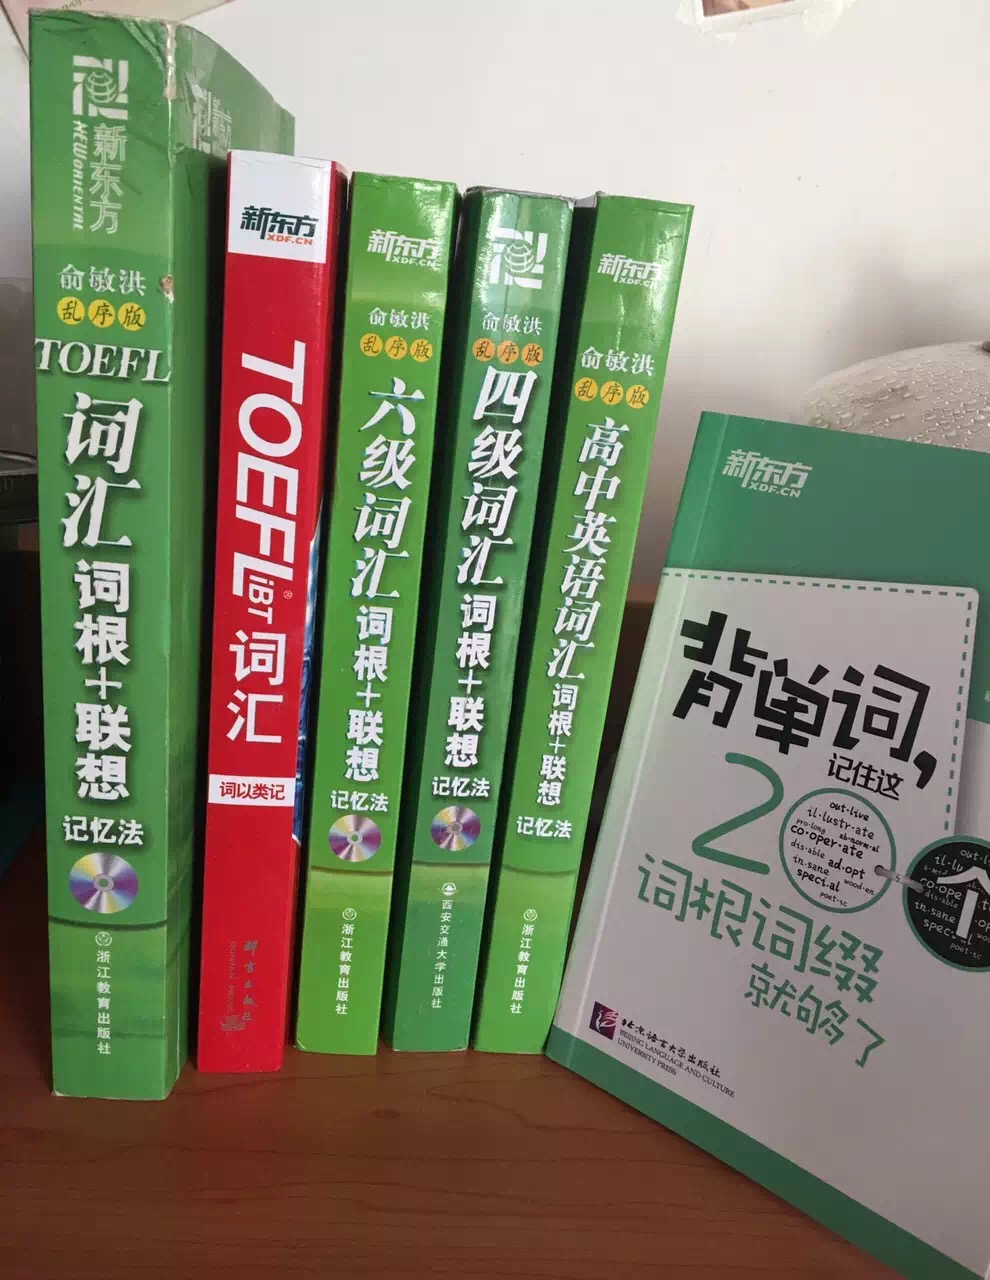 新东方
NEW ORIENTAL
俞敏洪
乱序版
TOEFL
词汇
词根+联想
记忆法
浙江教育出版社
新东方
XDF.CN
TOEFL
iBT
®
词汇
词以类记
群言出版社
新东方
XDF.CN
俞敏洪
乱序版
六级词汇
词根+联想
记忆法
浙江教育出版社
俞敏洪
乱序版
四级词汇
词根+联想
记忆法
西安交通大学出版社
新东方
XDF.CN
俞敏洪
乱序版
高中英语词汇
词根+联想
记忆法
浙江教育出版社
新东方
XDF.CN
背单词,
记住这
20
out·live
il·lustr·ate
pro·long ab·norm·al
co·oper·ate
dis·able ad·opt
in·sane wood·en
speci·al
poet·ic
个
词根词缀
就够了
北京语言大学出版社
BEIJING LANGUAGE AND CULTURE
UNIVERSITY PRESS